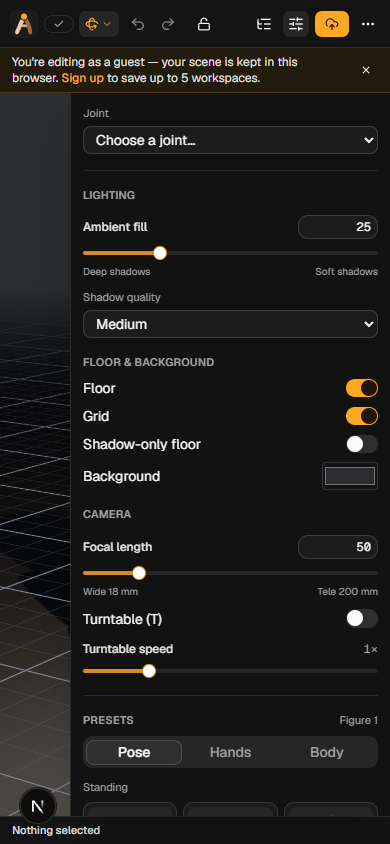 You're editing as a guest — your scene is kept in this
browser. Sign up to save up to 5 workspaces.
Joint
Choose a joint...
LIGHTING
Ambient fill
25
Deep shadows
Soft shadows
Shadow quality
Medium
FLOOR & BACKGROUND
Floor
Grid
Shadow-only floor
Background
CAMERA
Focal length
50
Wide 18 mm
Tele 200 mm
Turntable (T)
Turntable speed
1×
PRESETS
Figure 1
Pose
Hands
Body
Standing
N
Nothing selected